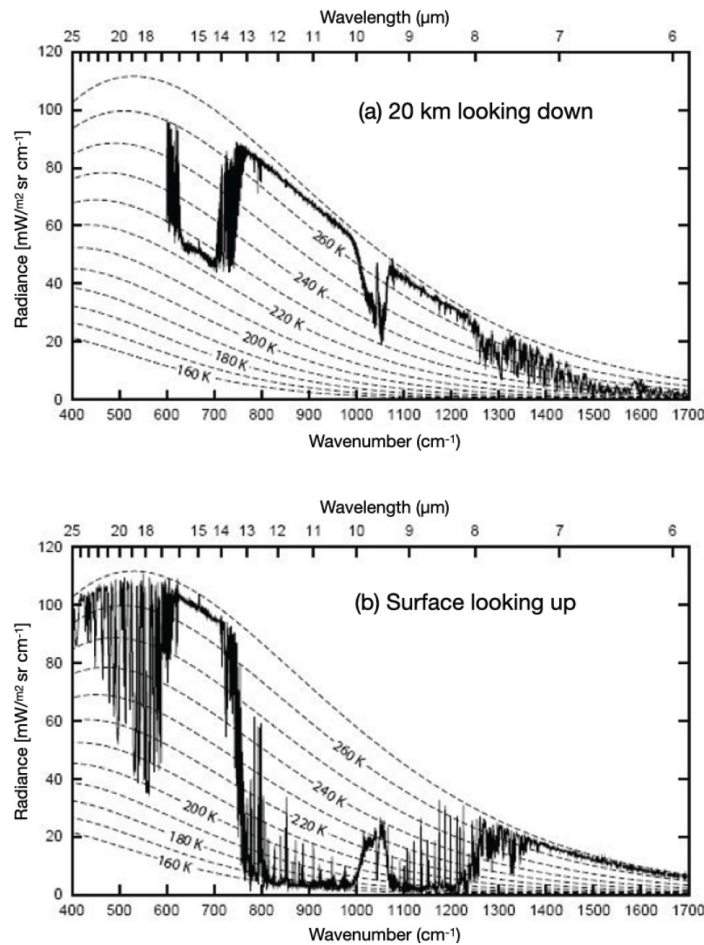 Wavelength (μm)
25 20 18 16 15 14 13 12 11 10 9 8 7 6
120
100
80
60
40
20
0
Radiance [mW/m2 sr cm-1]
(a) 20 km looking down
260 K
240 K
220 K
200 K
180 K
160 K
400 500 600 700 800 900 1000 1100 1200 1300 1400 1500 1600 1700
Wavenumber (cm-1)
Wavelength (μm)
25 20 18 16 15 14 13 12 11 10 9 8 7 6
120
100
80
60
40
20
0
Radiance [mW/m2 sr cm-1]
(b) Surface looking up
260 K
240 K
220 K
200 K
180 K
160 K
400 500 600 700 800 900 1000 1100 1200 1300 1400 1500 1600 1700
Wavenumber (cm-1)